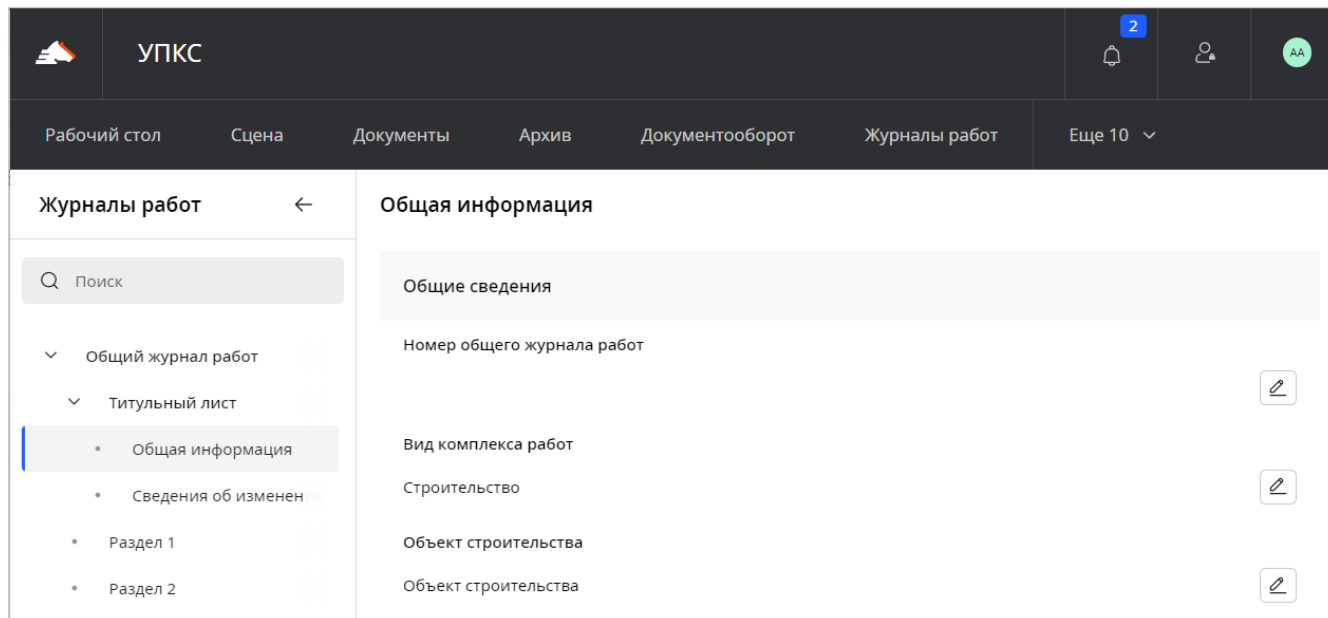 УПКС
2
AA
Рабочий стол Сцена Документы Архив Документооборот Журналы работ Еще 10
Журналы работ
Поиск
Общий журнал работ
Титульный лист
Общая информация
Сведения об изменен
Раздел 1
Раздел 2
Общая информация
Общие сведения
Номер общего журнала работ
Вид комплекса работ
Строительство
Объект строительства
Объект строительства